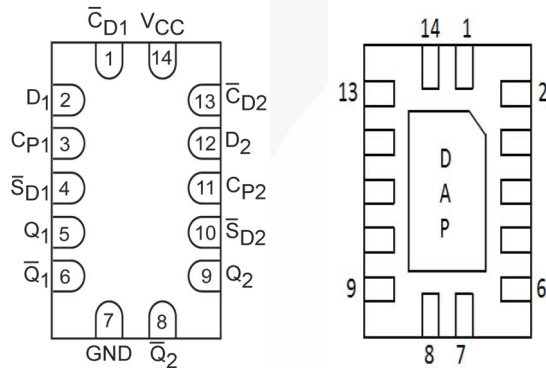 C̅D1 VCC
1 14
D1 2 13 C̅D2
CP1 3 12 D2
S̅D1 4 11 CP2
Q1 5 10 S̅D2
Q̅1 6 9 Q2
7 8
GND Q̅2
14 1
13 2
D
A
P
9 6
8 7